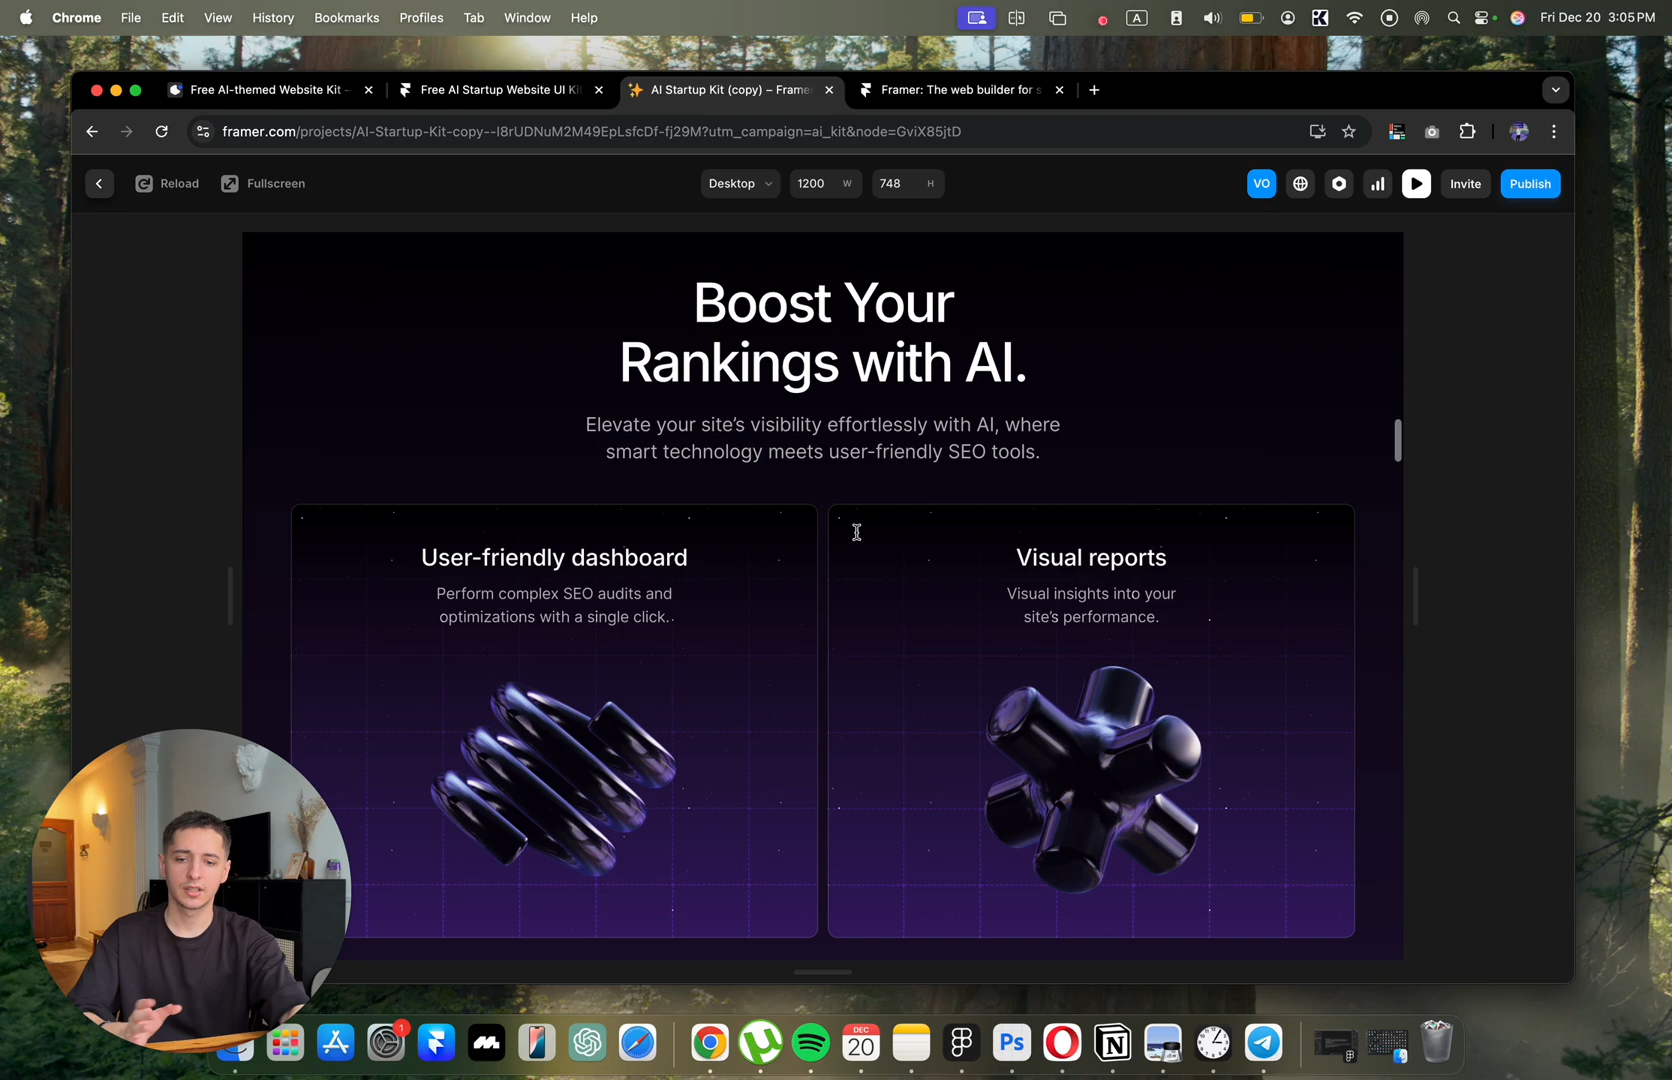 Chrome File Edit View History Bookmarks Profiles Tab Window Help
A
Fri Dec 20 3:05 PM
Free AI-themed Website Kit –
Free AI Startup Website UI Ki
AI Startup Kit (copy) – Framer
Framer: The web builder for s
framer.com/projects/AI-Startup-Kit-copy--I8rUDNuM2M49EpLsfcDf-fj29M?utm_campaign=ai_kit&node=GviX85jtD
Reload Fullscreen Desktop 1200 W 748 H VO Invite Publish
Boost Your
Rankings with AI.
Elevate your site’s visibility effortlessly with AI, where
smart technology meets user-friendly SEO tools.
User-friendly dashboard
Perform complex SEO audits and
optimizations with a single click.
Visual reports
Visual insights into your
site’s performance.
1
DEC
20
Ps